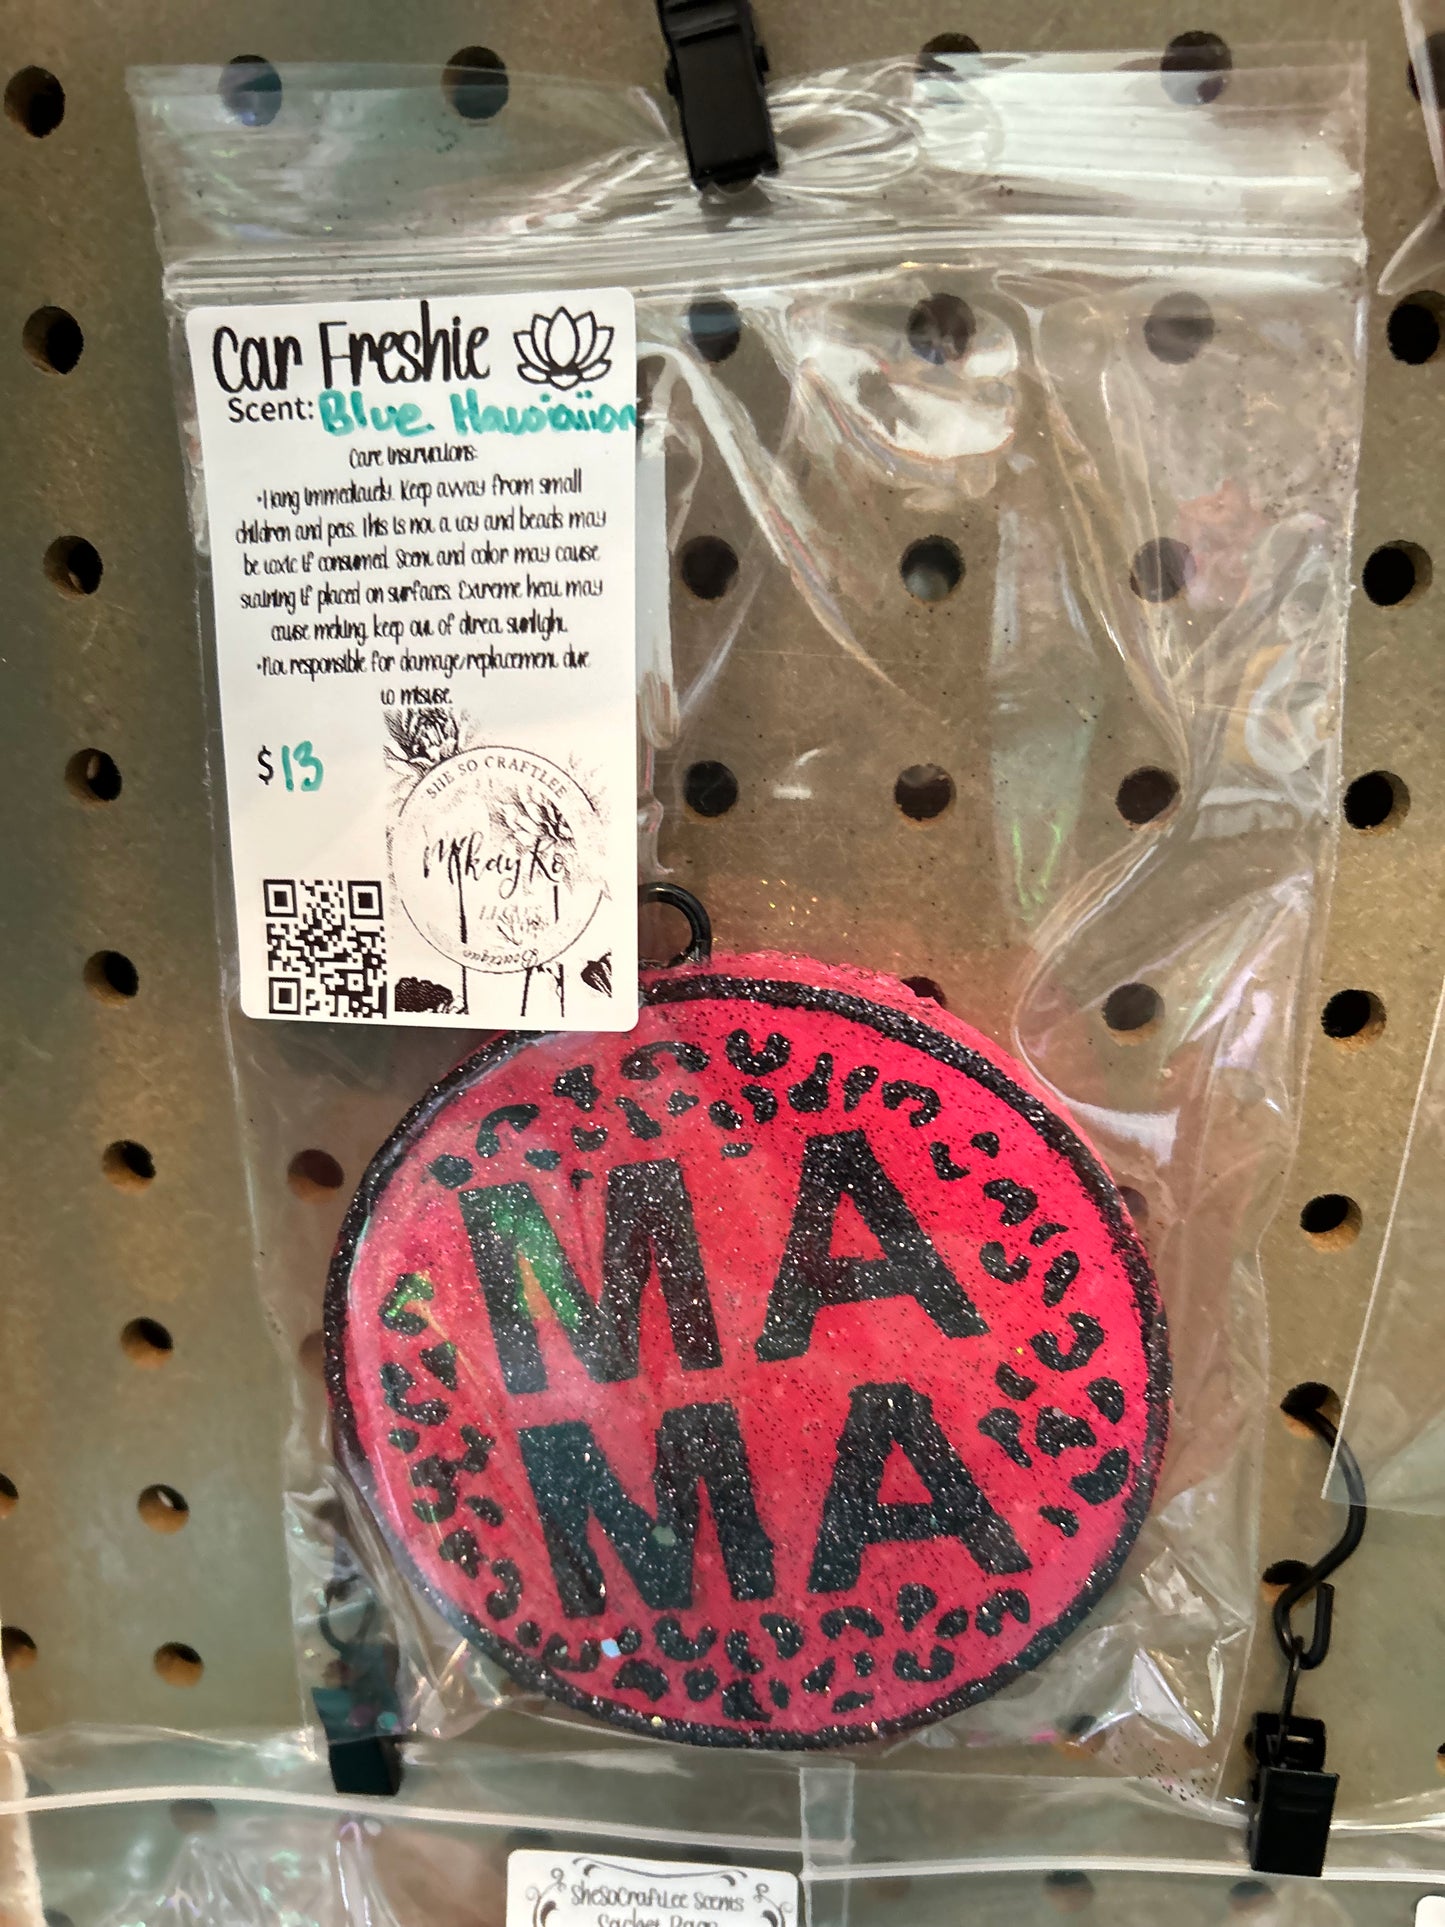 Car Freshie
Scent: Blue Hawaiian
Care Instructions:
•Hang immediately. Keep away from small
children and pets. This is not a toy and beads may
be toxic if consumed. Scent and color may cause
staining if placed on surfaces. Extreme heat may
cause melting, keep out of direct sunlight.
•Not responsible for damage/replacement due
to misuse.
$13
SHE SO CRAFTLEE
Mikay Ko
Boutique
MA
MA
SheSoCraftLee Scents